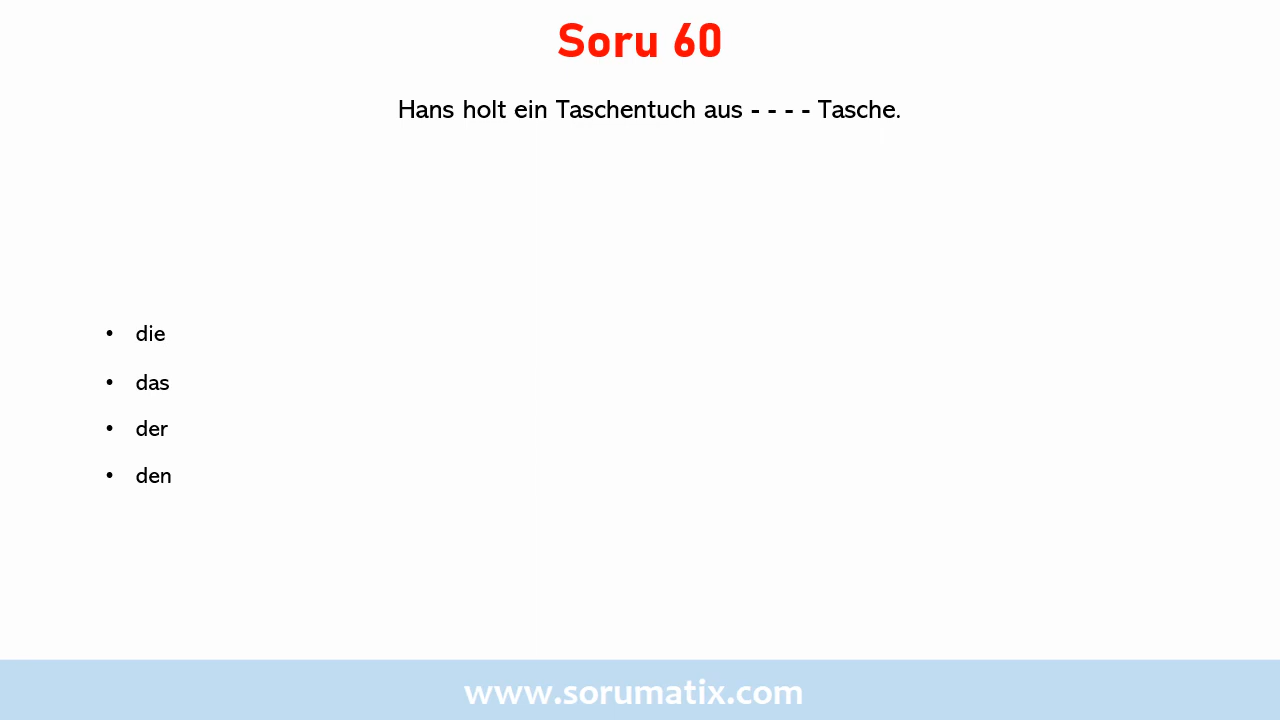 Soru 60
Hans holt ein Taschentuch aus - - - - Tasche.
• die
• das
• der
• den
www.sorumatix.com